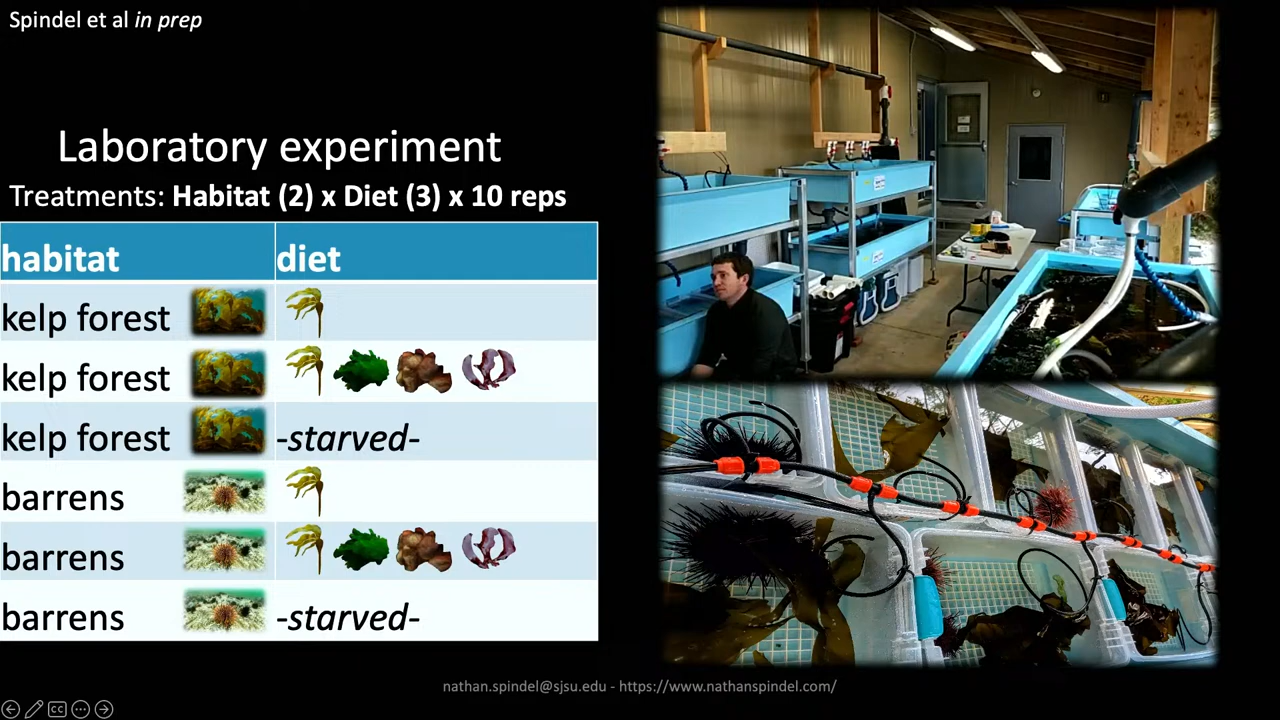 Spindel et al in prep
Laboratory experiment
Treatments: Habitat (2) x Diet (3) x 10 reps
habitat diet
kelp forest
kelp forest
kelp forest -starved-
barrens
barrens
barrens -starved-
nathan.spindel@sjsu.edu - https://www.nathanspindel.com/